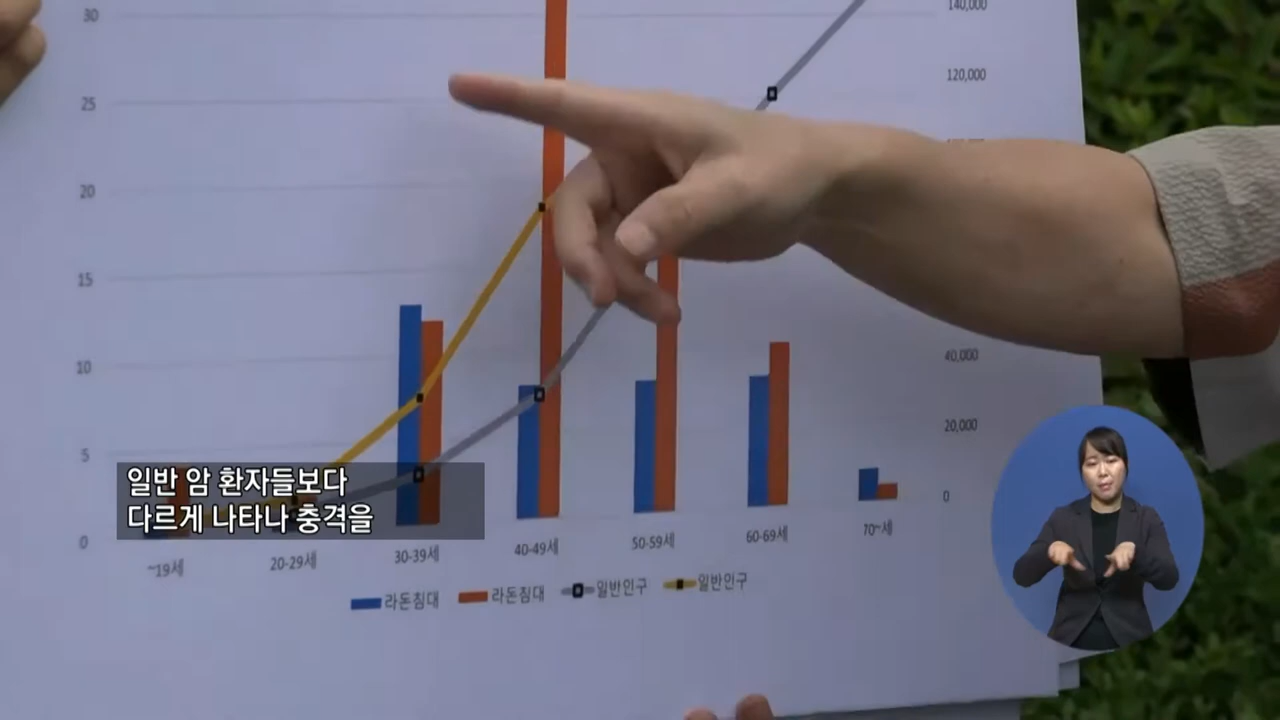 30
140,000
120,000
25
20
15
10
40,000
20,000
5
0
0
일반 암 환자들보다
다르게 나타나 충격을
~19세
20-29세
30-39세
40-49세
50-59세
60-69세
70~세
라돈침대
라돈침대
일반인구
일반인구